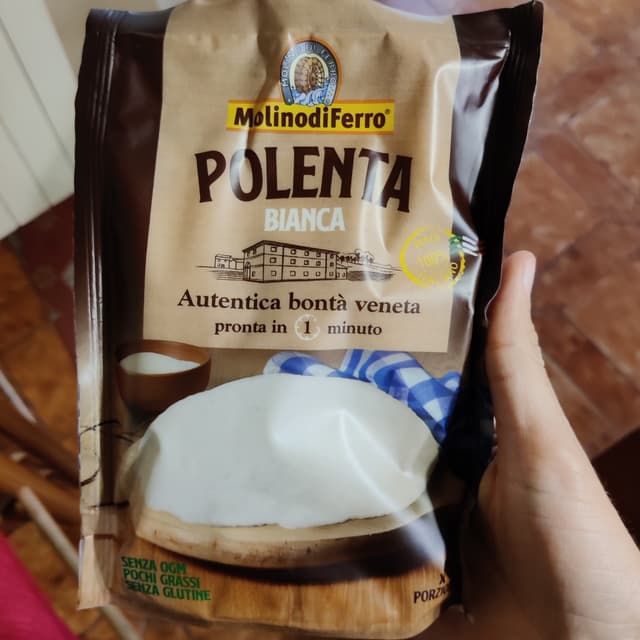 MolinodiFerro®
POLENTA
BIANCA
Autentica bontà veneta
pronta in 1 minuto
SENZA OGM
POCHI GRASSI
SENZA GLUTINE